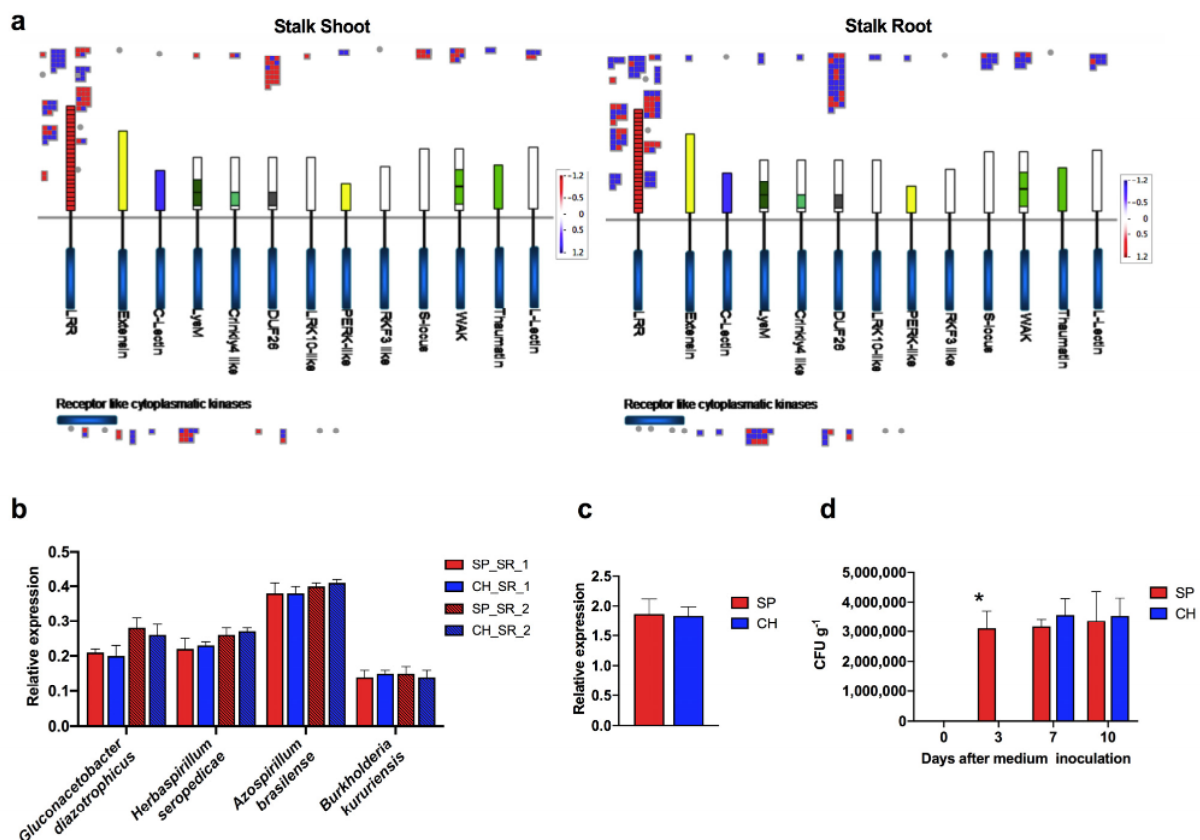 a
Stalk Shoot
Stalk Root
-1.2
-0.5
0
0.5
1.2
-1.2
-0.5
0
0.5
1.2
LRR
Extensin
C-Lectin
LysM
Crinkly4 like
DUF26
LRK10-like
PERK-like
RKF3 like
S-locus
WAK
Thaumatin
L-Lectin
LRR
Extensin
C-Lectin
LysM
Crinkly4 like
DUF26
LRK10-like
PERK-like
RKF3 like
S-locus
WAK
Thaumatin
L-Lectin
Receptor like cytoplasmatic kinases
Receptor like cytoplasmatic kinases
b
Relative expression
0.5
0.4
0.3
0.2
0.1
0.0
SP_SR_1
CH_SR_1
SP_SR_2
CH_SR_2
Gluconacetobacter
diazotrophicus
Herbaspirillum
seropedicae
Azospirillum
brasilense
Burkholderia
kururiensis
c
Relative expression
2.5
2.0
1.5
1.0
0.5
0.0
SP
CH
d
CFU g-1
5,000,000
4,000,000
3,000,000
2,000,000
1,000,000
0
*
SP
CH
0 3 7 10
Days after medium inoculation